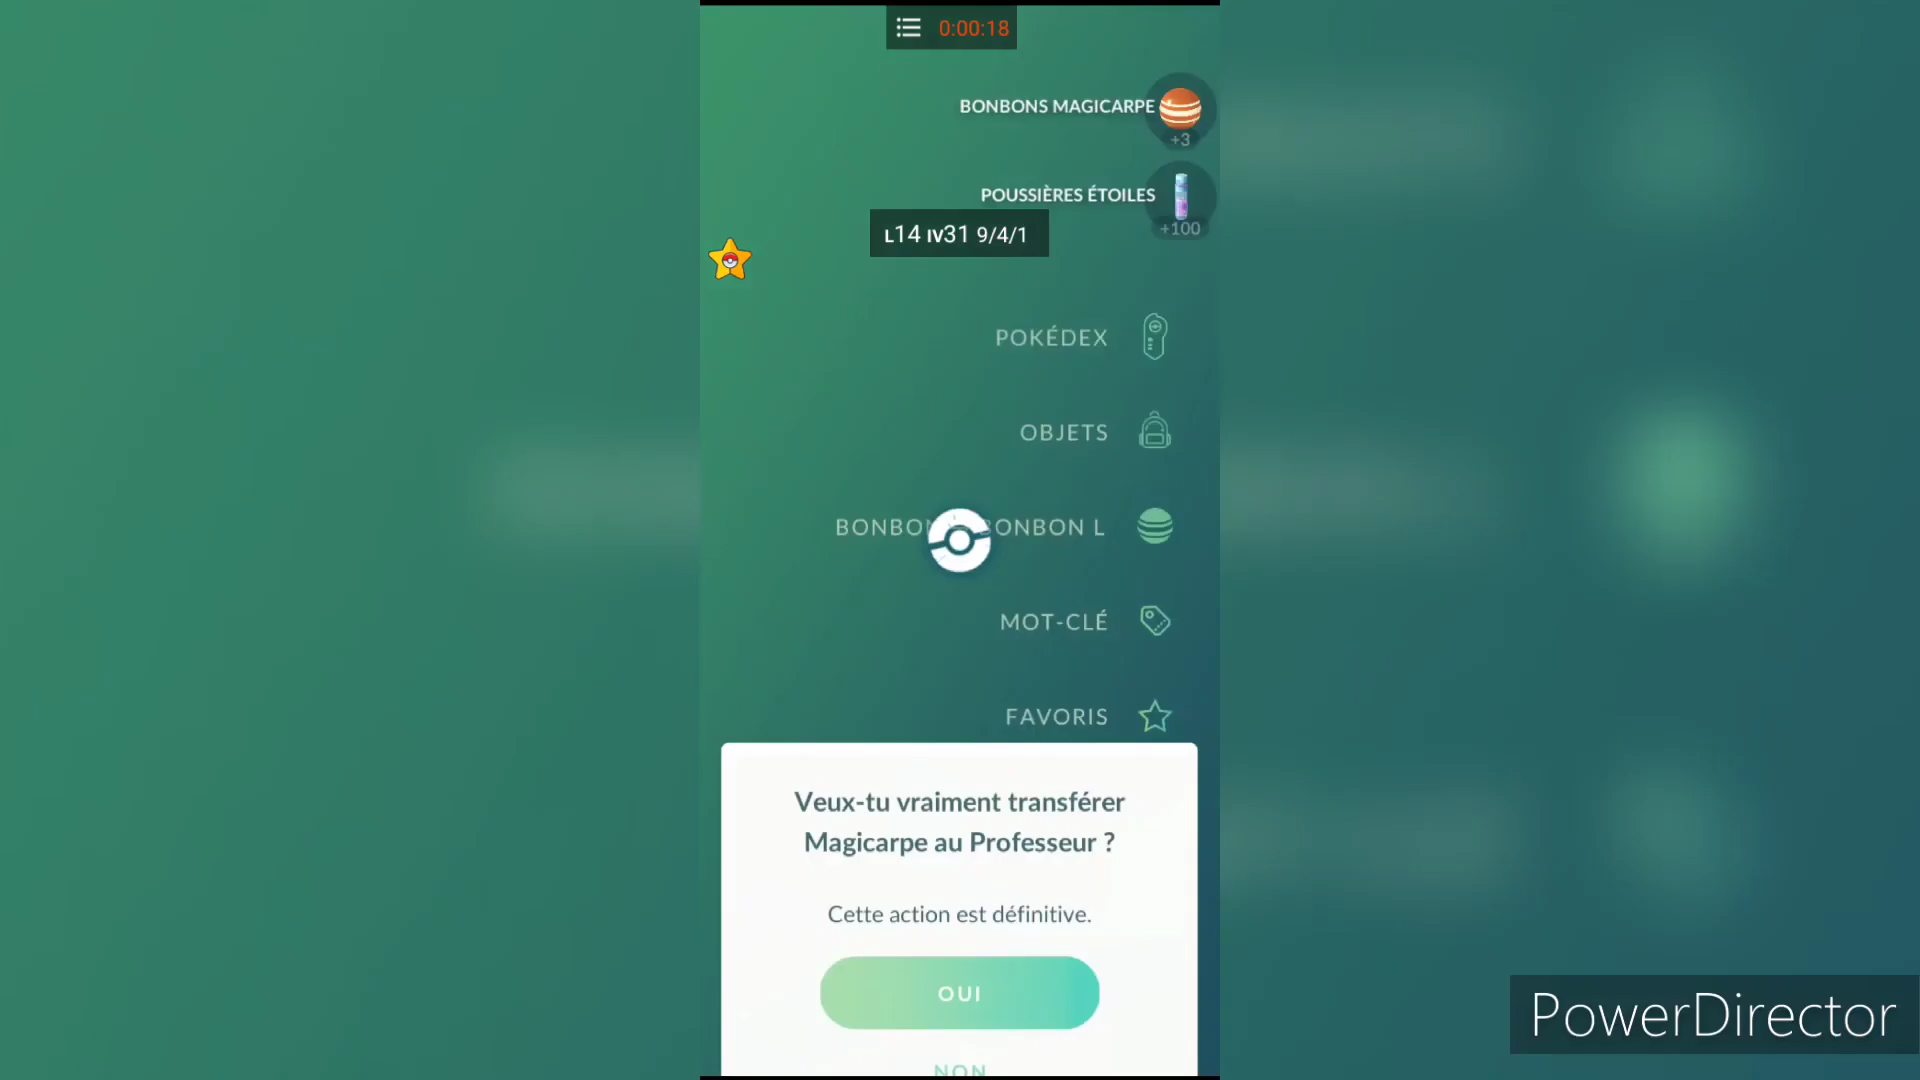 0:00:18
BONBONS MAGICARPE
+3
POUSSIÈRES ÉTOILES
+100
L14 IV31 9/4/1
POKÉDEX
OBJETS
BONBON L
MOT-CLÉ
FAVORIS
Veux-tu vraiment transférer
Magicarpe au Professeur ?
Cette action est définitive.
OUI
NON
PowerDirector